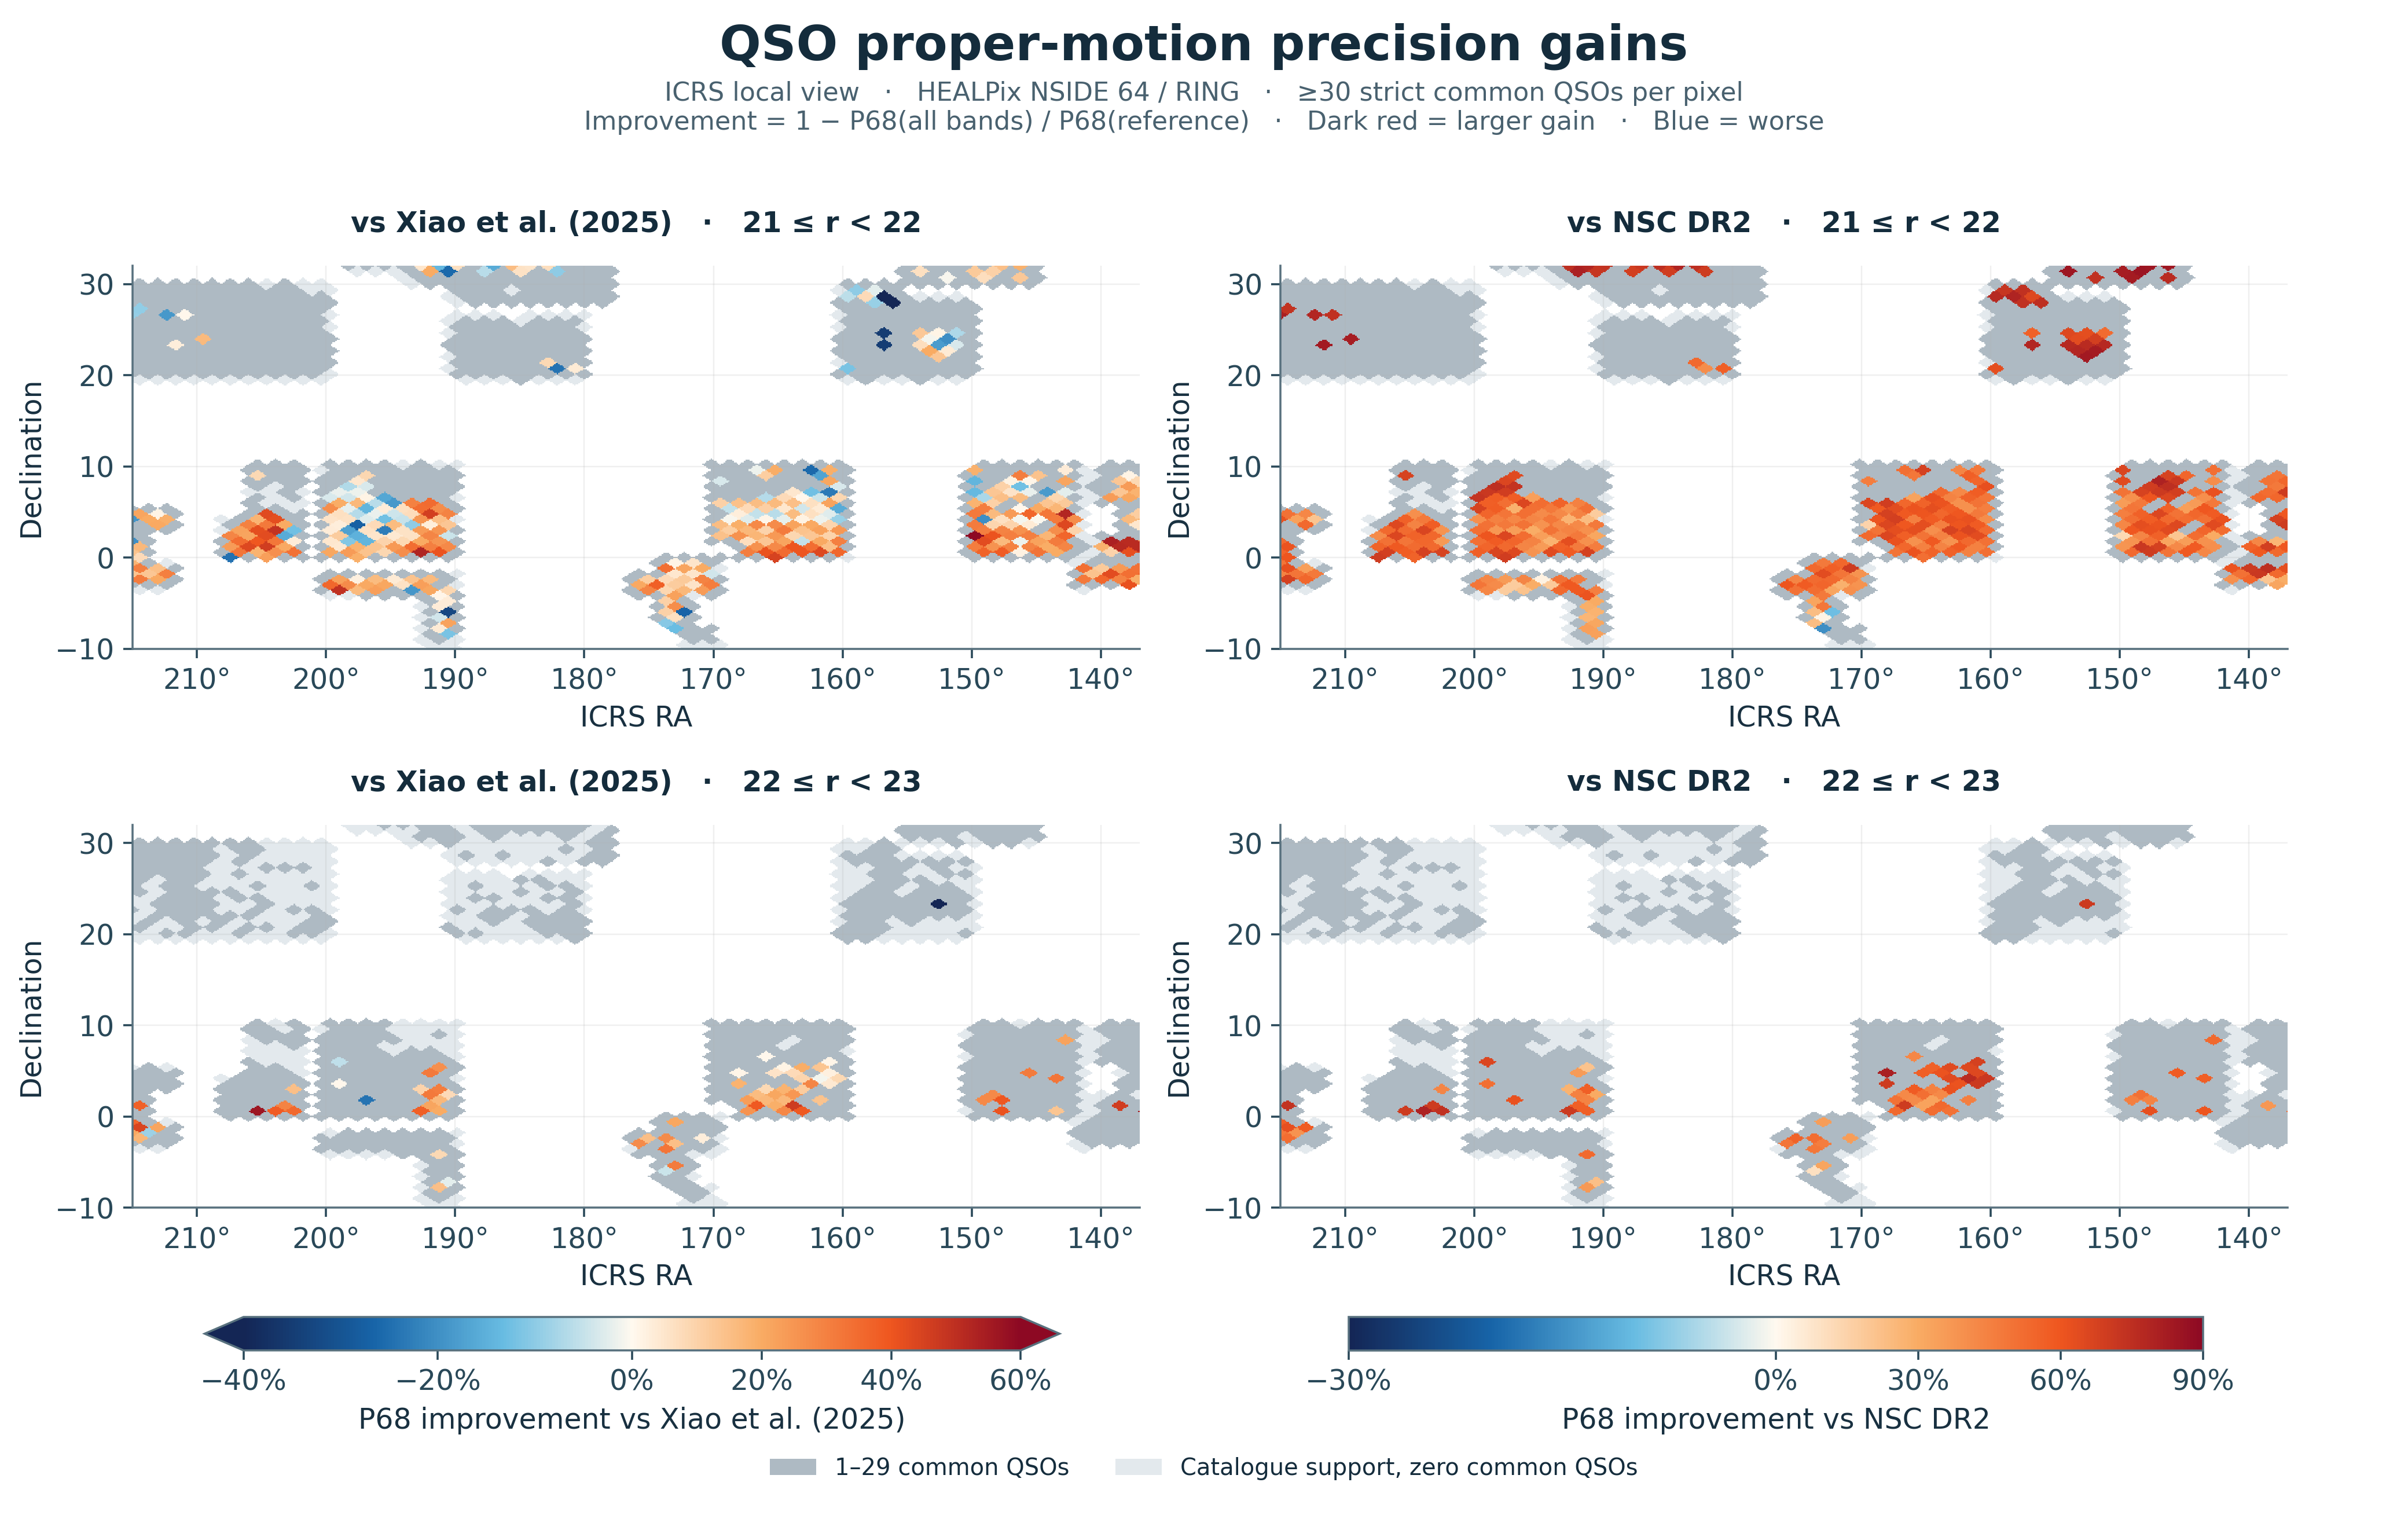 QSO proper-motion precision gains
ICRS local view · HEALPix NSIDE 64 / RING · ≥30 strict common QSOs per pixel
Improvement = 1 − P68(all bands) / P68(reference) · Dark red = larger gain · Blue = worse
vs Xiao et al. (2025) · 21 ≤ r < 22
30
20
10
0
−10
Declination
210° 200° 190° 180° 170° 160° 150° 140°
ICRS RA
vs NSC DR2 · 21 ≤ r < 22
30
20
10
0
−10
Declination
210° 200° 190° 180° 170° 160° 150° 140°
ICRS RA
vs Xiao et al. (2025) · 22 ≤ r < 23
30
20
10
0
−10
Declination
210° 200° 190° 180° 170° 160° 150° 140°
ICRS RA
vs NSC DR2 · 22 ≤ r < 23
30
20
10
0
−10
Declination
210° 200° 190° 180° 170° 160° 150° 140°
ICRS RA
−40% −20% 0% 20% 40% 60%
P68 improvement vs Xiao et al. (2025)
−30% 0% 30% 60% 90%
P68 improvement vs NSC DR2
1–29 common QSOs
Catalogue support, zero common QSOs